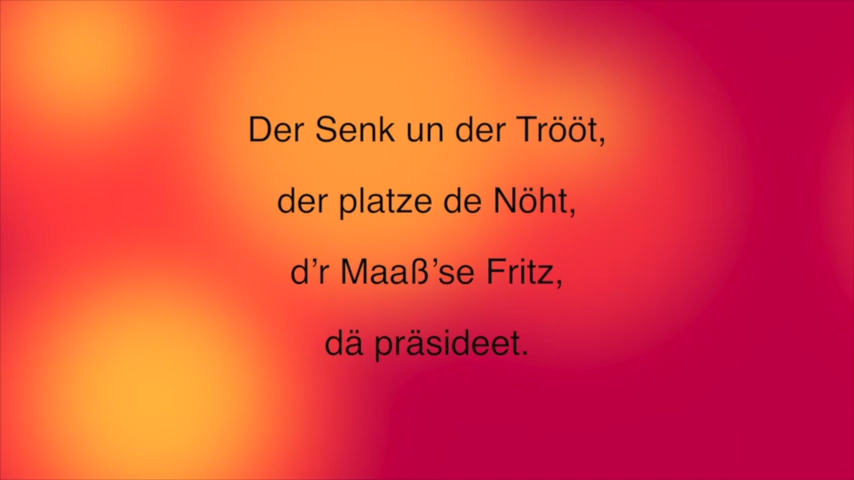 Der Senk un der Trööt,
der platze de Nöht,
d’r Maaß’se Fritz,
dä präsideet.